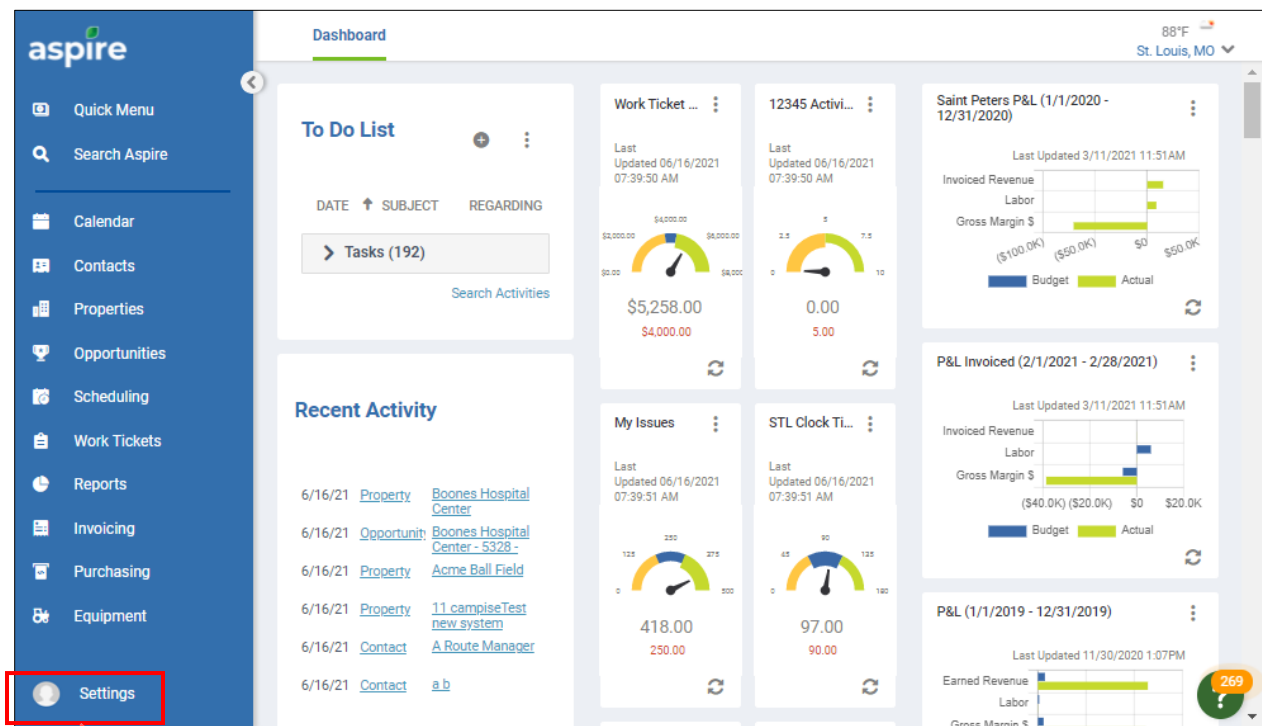 aspire
Quick Menu
Search Aspire
Calendar
Contacts
Properties
Opportunities
Scheduling
Work Tickets
Reports
Invoicing
Purchasing
Equipment
Settings
Dashboard
88°F
St. Louis, MO
To Do List
DATE SUBJECT REGARDING
Tasks (192)
Search Activities
Recent Activity
6/16/21 Property Boones Hospital
Center
6/16/21 Opportunit Boones Hospital
Center - 5328 -
6/16/21 Property Acme Ball Field
6/16/21 Property 11 campiseTest
new system
6/16/21 Contact A Route Manager
6/16/21 Contact a b
Work Ticket ...
Last
Updated 06/16/2021
07:39:50 AM
$4,000.00
$2,000.00 $6,000.00
$0.00 $8,000
$5,258.00
$4,000.00
12345 Activi...
Last
Updated 06/16/2021
07:39:50 AM
5
2.5 7.5
0 10
0.00
5.00
My Issues
Last
Updated 06/16/2021
07:39:51 AM
250
125 375
0 500
418.00
250.00
STL Clock Ti...
Last
Updated 06/16/2021
07:39:51 AM
90
45 135
0 180
97.00
90.00
Saint Peters P&L (1/1/2020 -
12/31/2020)
Last Updated 3/11/2021 11:51AM
Invoiced Revenue
Labor
Gross Margin $
($100.0K) ($50.0K) $0 $50.0K
Budget Actual
P&L Invoiced (2/1/2021 - 2/28/2021)
Last Updated 3/11/2021 11:51AM
Invoiced Revenue
Labor
Gross Margin $
($40.0K) ($20.0K) $0 $20.0K
Budget Actual
P&L (1/1/2019 - 12/31/2019)
Last Updated 11/30/2020 1:07PM
Earned Revenue
Labor
Gross Margin $
269
?